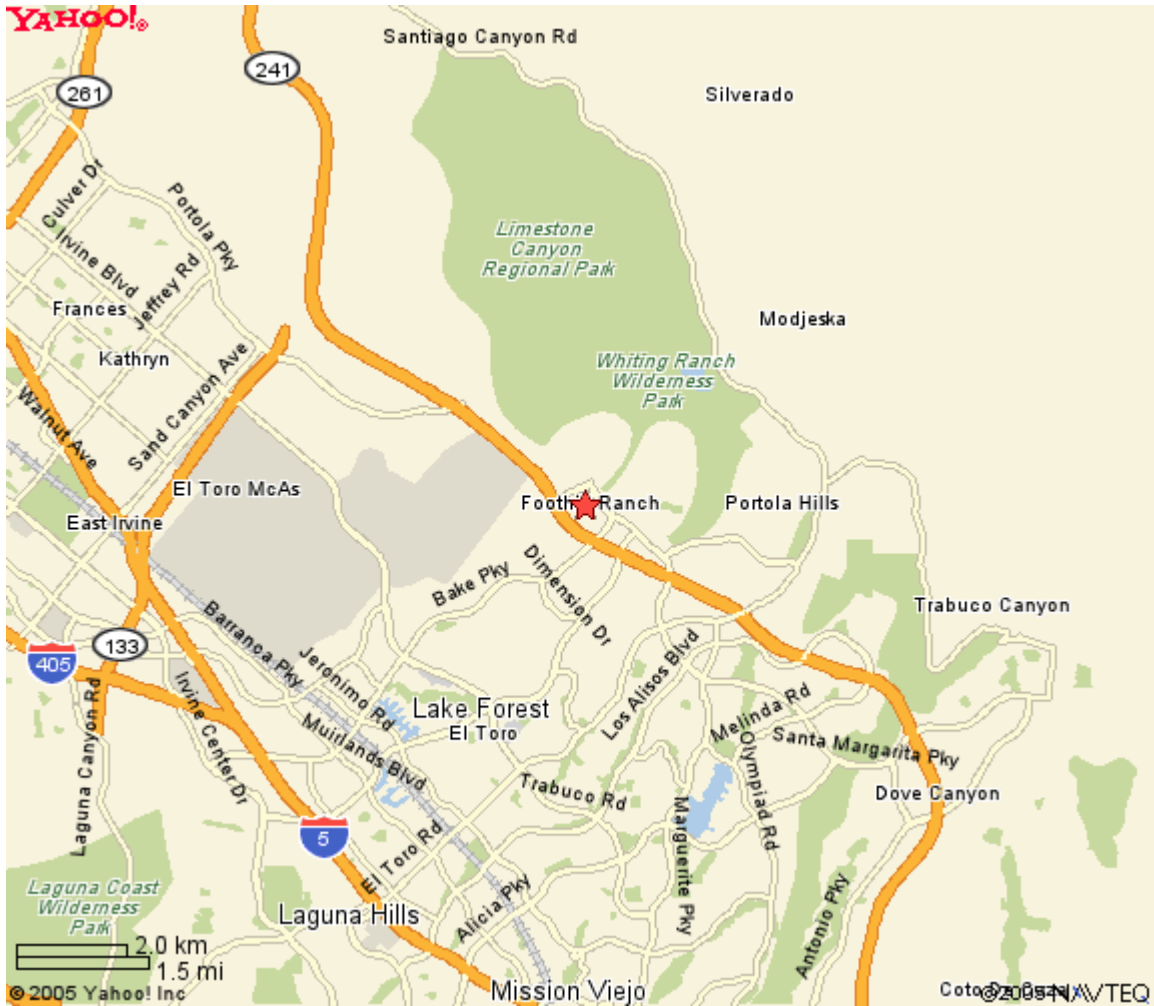 YAHOO!®
Santiago Canyon Rd
241
261
Silverado
Culver Dr
Portola Pky
Limestone
Canyon
Regional Park
Irvine Blvd
Jeffrey Rd
Frances
Modjeska
Kathryn
Whiting Ranch
Wilderness
Park
Sand Canyon Ave
Walnut Ave
El Toro McAs
Ranch
Portola Hills
East Irvine
Dimension Dr
Bake Pky
Trabuco Canyon
Barranca Pky
133
405
Jeronimo Rd
Los Alisos Blvd
Irvine Center Dr
Lake Forest
El Toro
Melinda Rd
Muirlands Blvd
Olympiad Rd
Santa Margarita Pky
Laguna Canyon Rd
Trabuco Rd
Dove Canyon
Marguerite Pky
5
El Toro Rd
Laguna Coast
Wilderness
Park
Alicia Pky
Laguna Hills
Antonio Pky
2.0 km
1.5 mi
© 2005 Yahoo! Inc
Mission Viejo
©2005 NAVTEQ